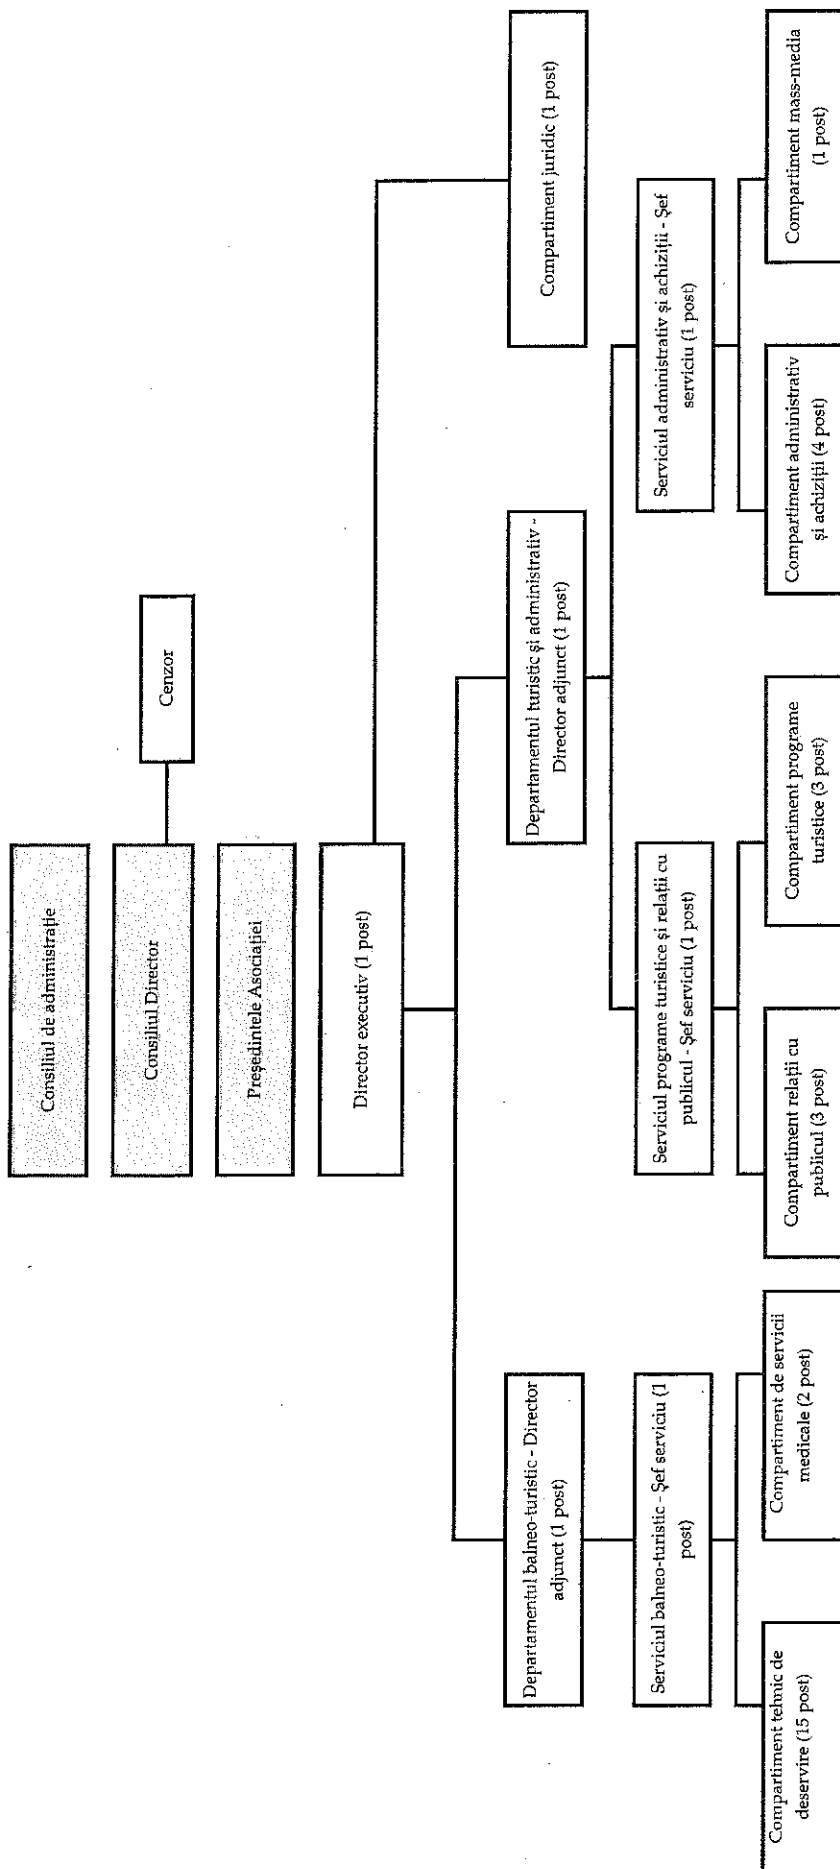 Consiliul de administrație
Consiliul Director
Cenzor
Președintele Asociației
Director executiv (1 post)
Compartiment juridic (1 post)
Departamentul balneo-turistic - Director
adjunct (1 post)
Departamentul turistic și administrativ -
Director adjunct (1 post)
Serviciul balneo-turistic - Șef serviciu (1
post)
Serviciul programe turistice și relații cu
publicul - Șef serviciu (1 post)
Serviciul administrativ și achiziții - Șef
serviciu (1 post)
Compartiment tehnic de
deservire (15 post)
Compartiment de servicii
medicale (2 post)
Compartiment relații cu
publicul (3 post)
Compartiment programe
turistice (3 post)
Compartiment administrativ
și achiziții (4 post)
Compartiment mass-media
(1 post)